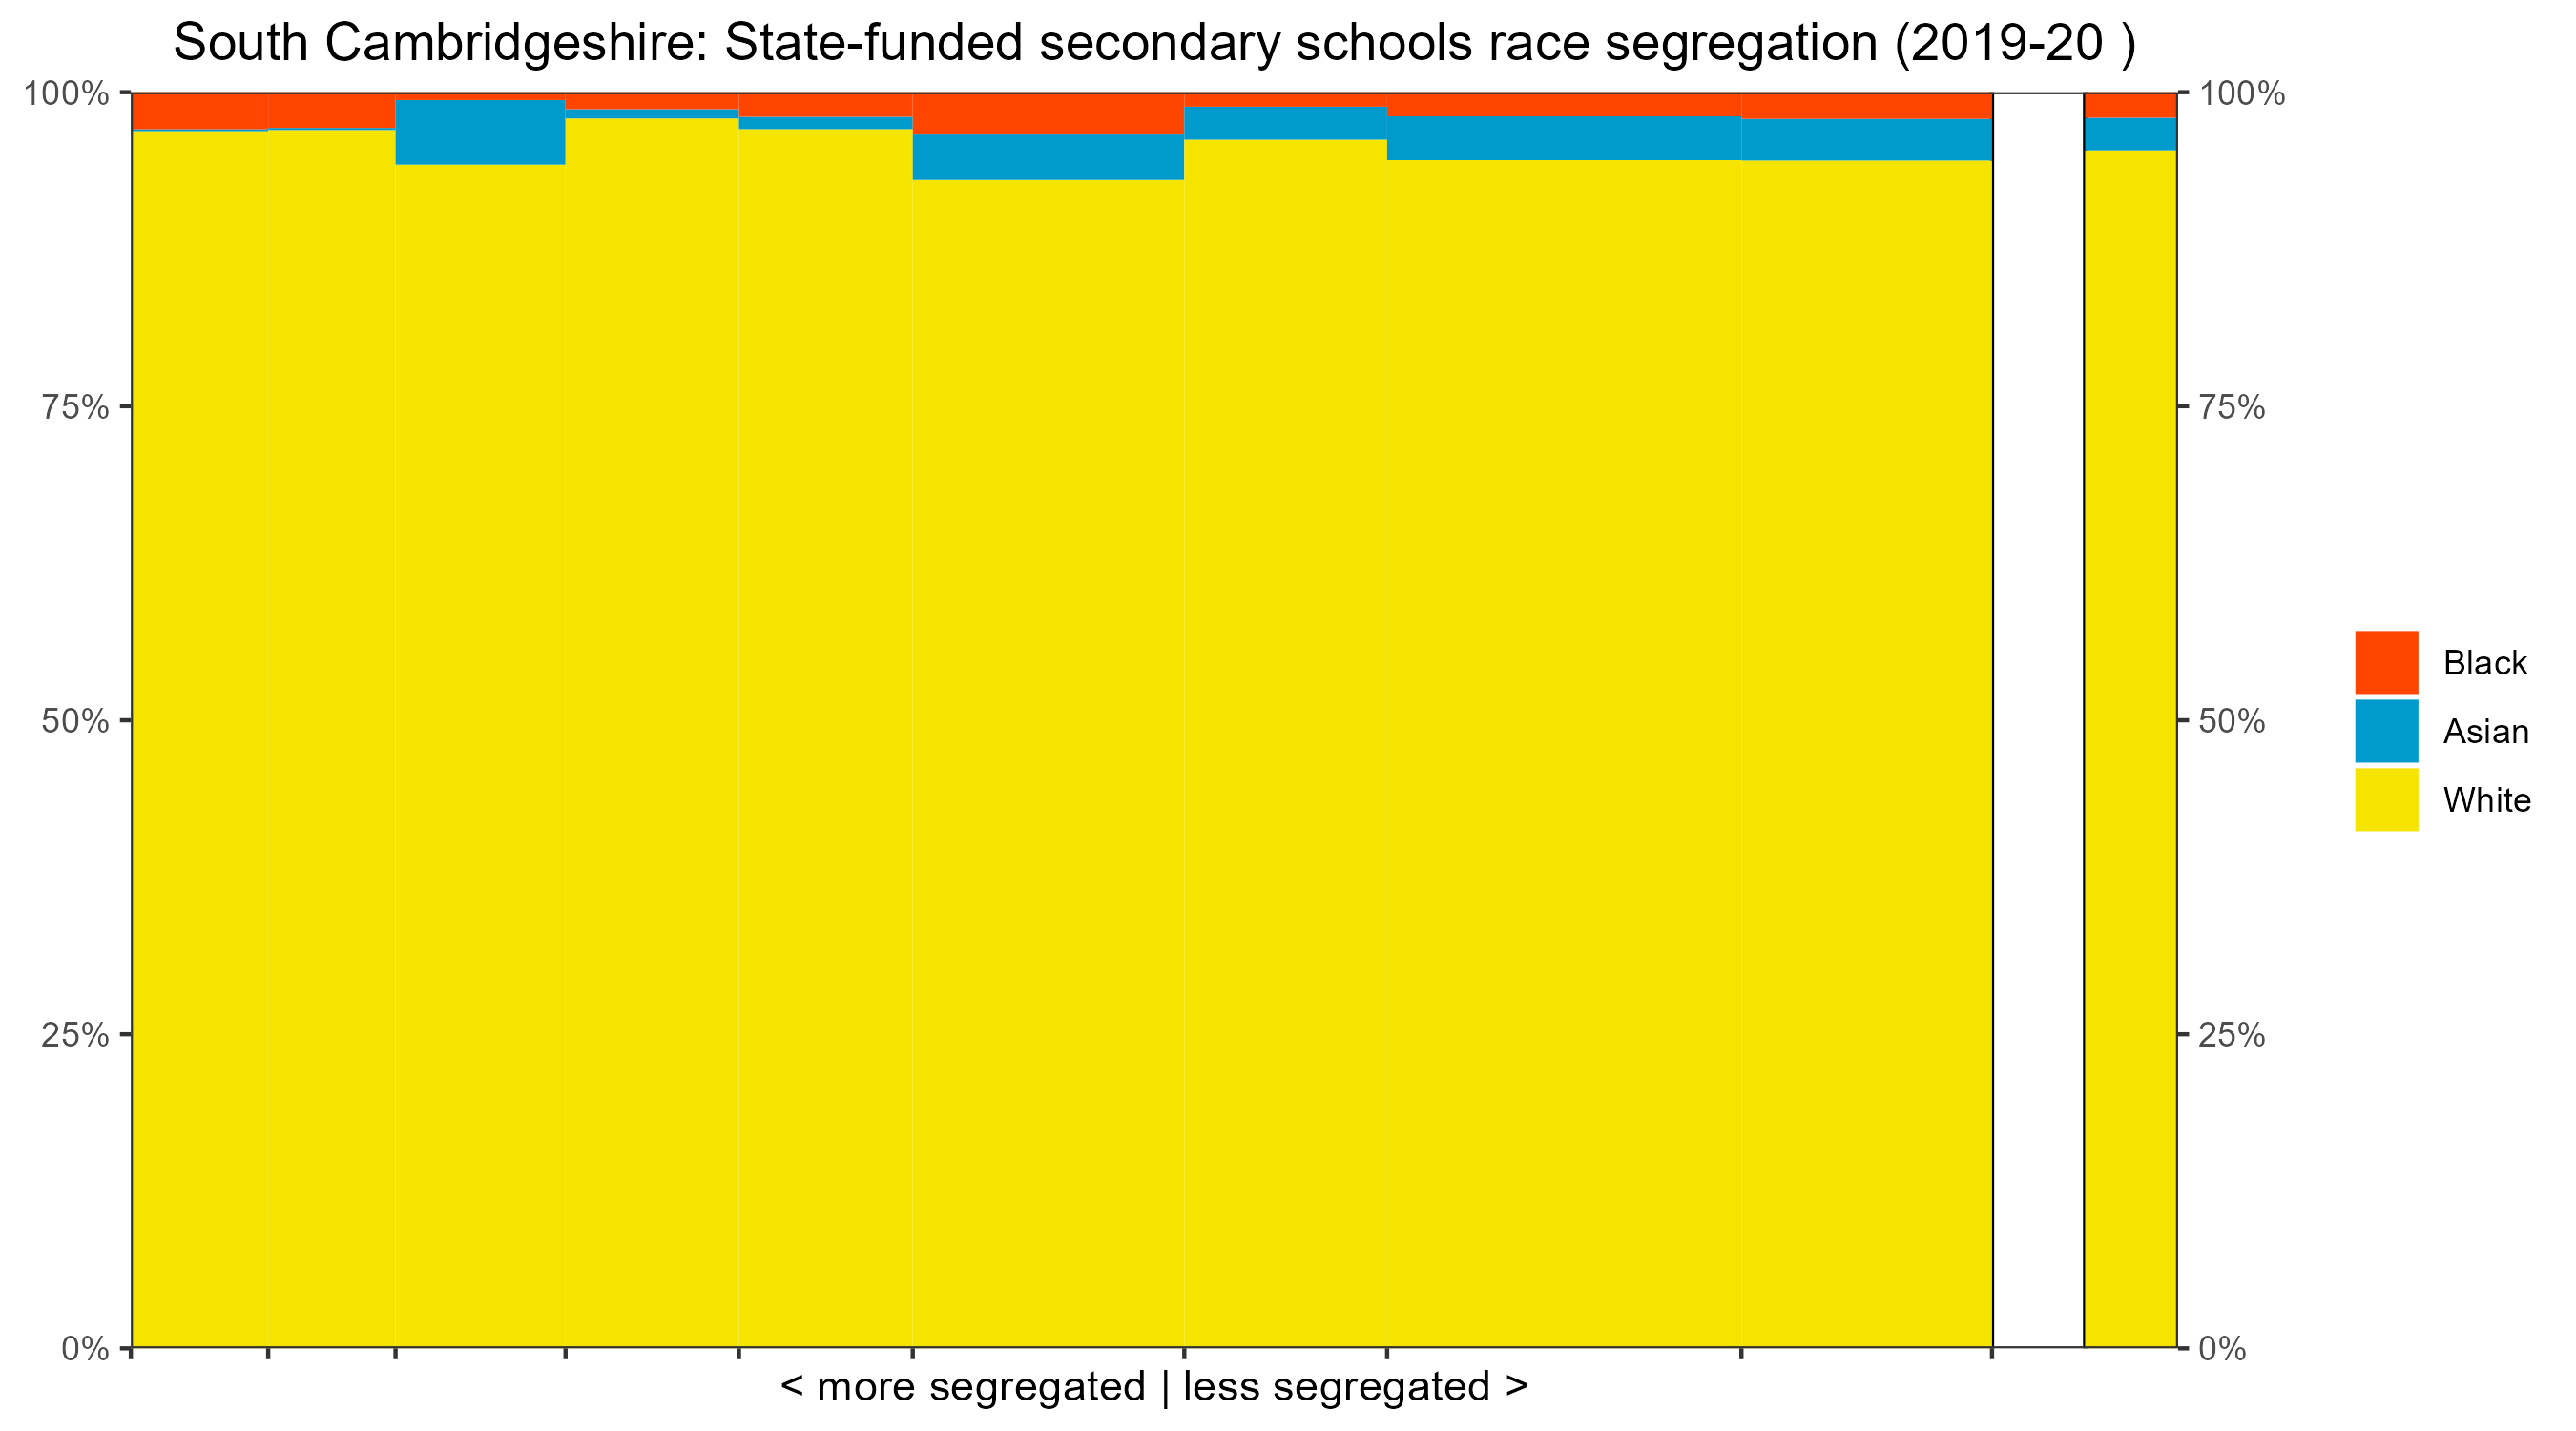 South Cambridgeshire: State-funded secondary schools race segregation (2019-20 )
100%
75%
50%
25%
0%
100%
75%
50%
25%
0%
Black
Asian
White
< more segregated | less segregated >